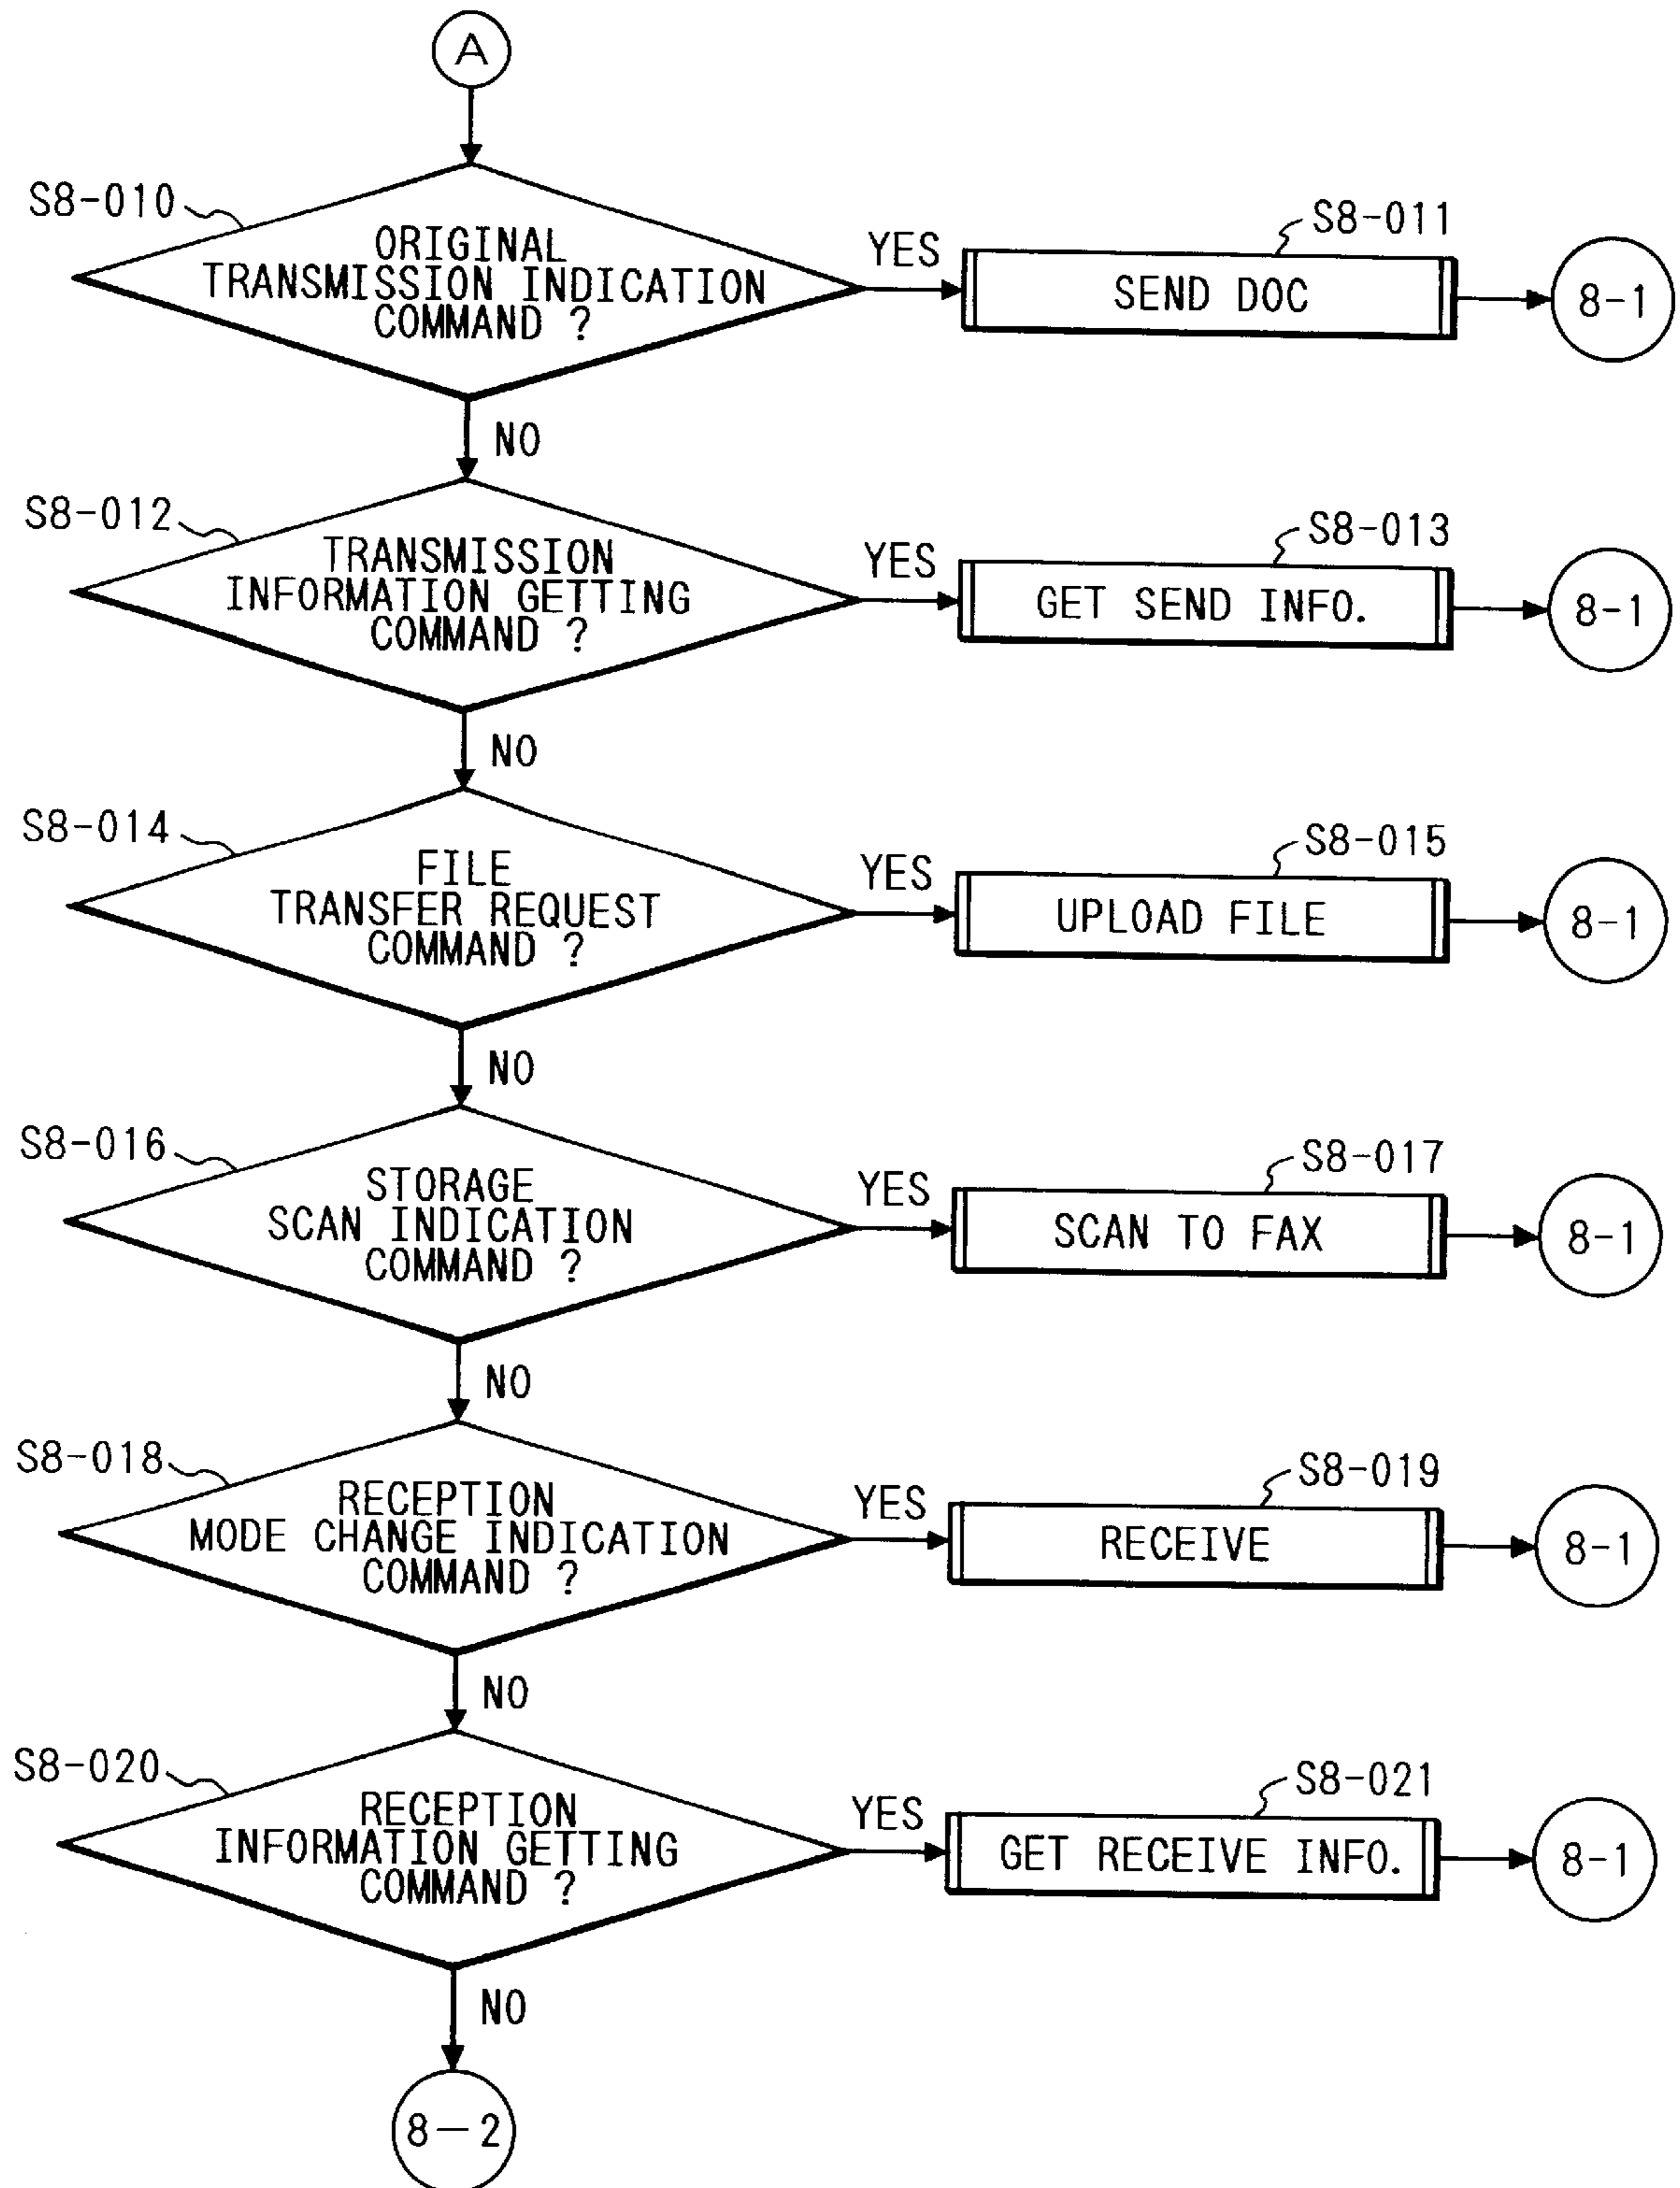 A
S8-010
ORIGINAL
TRANSMISSION INDICATION
COMMAND ?
YES
S8-011
SEND DOC
8-1
NO
S8-012
TRANSMISSION
INFORMATION GETTING
COMMAND ?
YES
S8-013
GET SEND INFO.
8-1
NO
S8-014
FILE
TRANSFER REQUEST
COMMAND ?
YES
S8-015
UPLOAD FILE
8-1
NO
S8-016
STORAGE
SCAN INDICATION
COMMAND ?
YES
S8-017
SCAN TO FAX
8-1
NO
S8-018
RECEPTION
MODE CHANGE INDICATION
COMMAND ?
YES
S8-019
RECEIVE
8-1
NO
S8-020
RECEPTION
INFORMATION GETTING
COMMAND ?
YES
S8-021
GET RECEIVE INFO.
8-1
NO
8-2